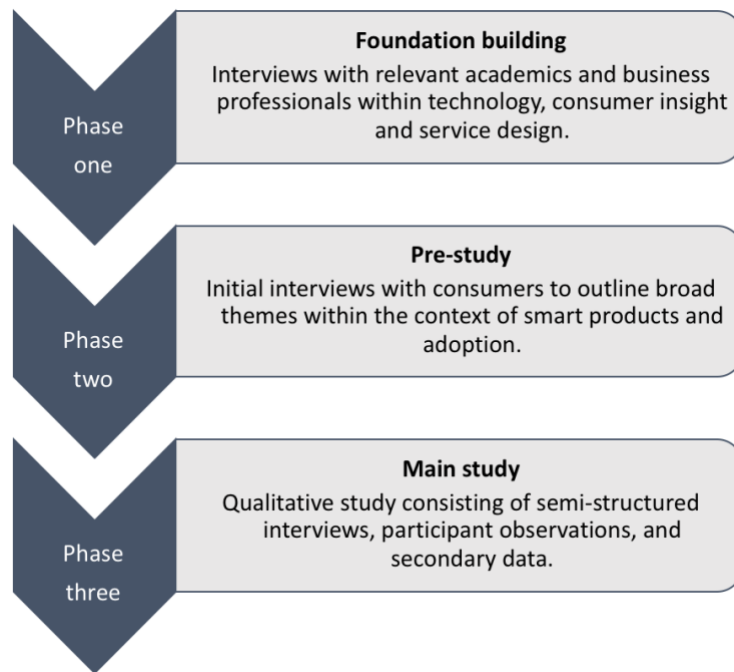 Phase
one
Foundation building
Interviews with relevant academics and business
professionals within technology, consumer insight
and service design.
Phase
two
Pre-study
Initial interviews with consumers to outline broad
themes within the context of smart products and
adoption.
Phase
three
Main study
Qualitative study consisting of semi-structured
interviews, participant observations, and
secondary data.